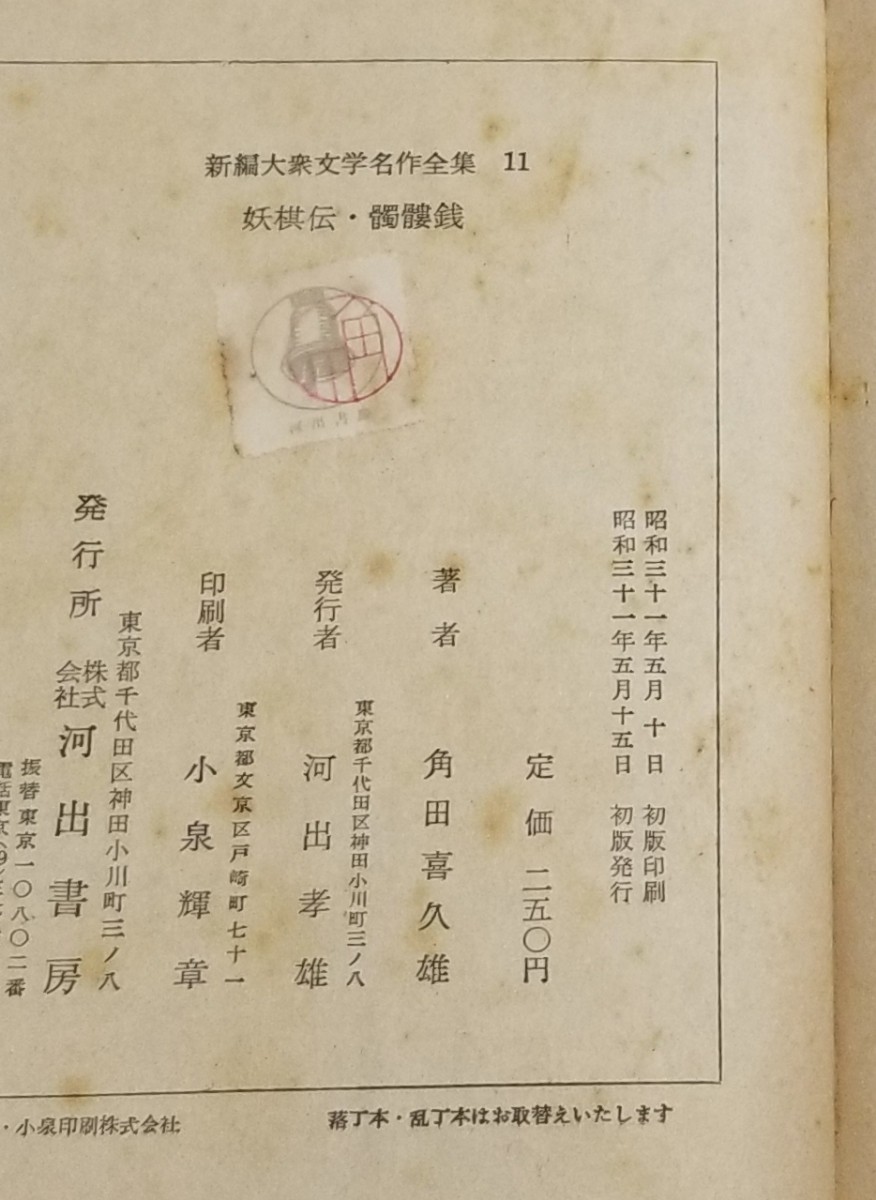 新編大衆文学名作全集 11
妖棋伝・髑髏銭
河出書房
昭和三十一年五月十日 初版印刷
昭和三十一年五月十五日 初版発行
定価 二五〇円
著者 角田喜久雄
東京都千代田区神田小川町三ノ八
発行者 河出孝雄
東京都文京区戸崎町七十一
印刷者 小泉輝章
東京都千代田区神田小川町三ノ八
発行所 株式会社 河出書房
振替東京一〇八〇二番
電話東京
落丁本・乱丁本はお取替えいたします
・小泉印刷株式会社